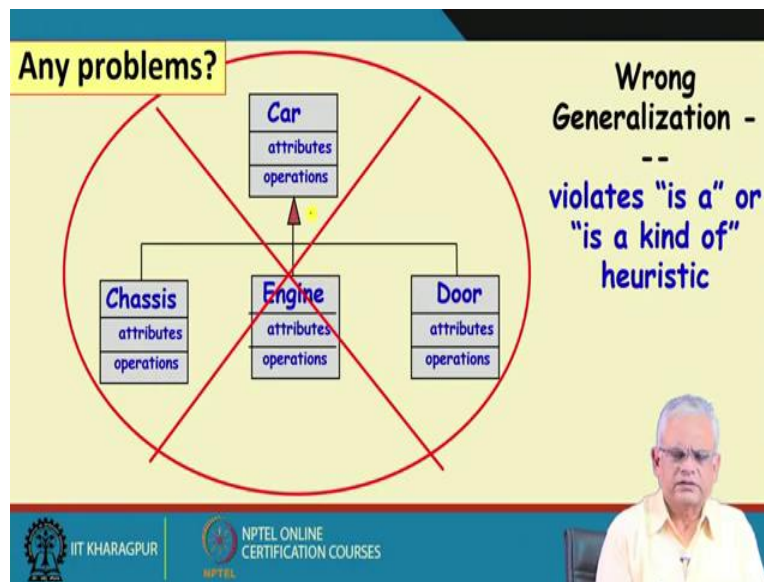 Any problems?
Car
attributes
operations
Chassis
attributes
operations
Engine
attributes
operations
Door
attributes
operations
Wrong
Generalization -
--
violates "is a" or
"is a kind of"
heuristic
IIT KHARAGPUR
NPTEL
NPTEL ONLINE
CERTIFICATION COURSES